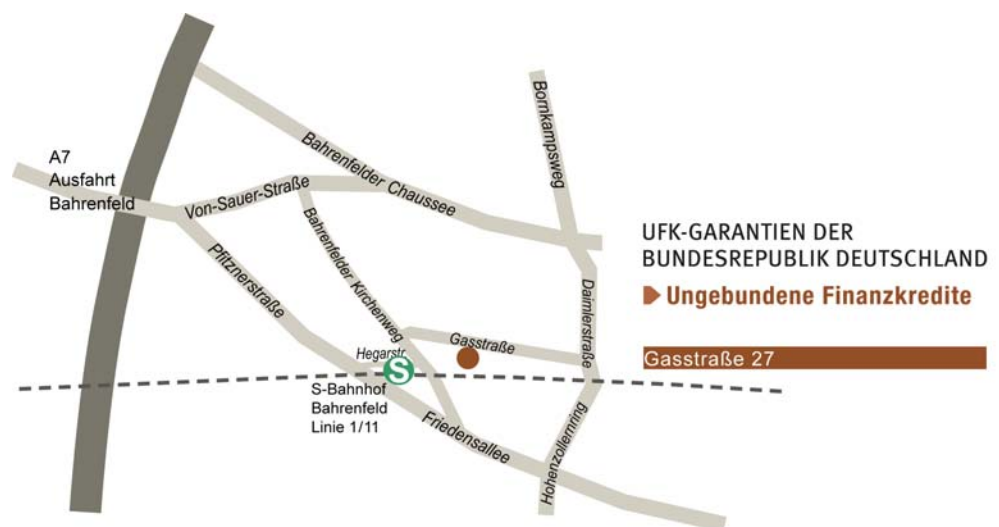 A7
Ausfahrt
Bahrenfeld
Von-Sauer-Straße
Bahrenfelder Chaussee
Bornkampsweg
Pfitznerstraße
Bahrenfelder Kirchenweg
Hegarstr.
Gasstraße
Daimlerstraße
S
S-Bahnhof
Bahrenfeld
Linie 1/11
Friedensallee
Hohenzollernring
UFK-GARANTIEN DER
BUNDESREPUBLIK DEUTSCHLAND
Ungebundene Finanzkredite
Gasstraße 27